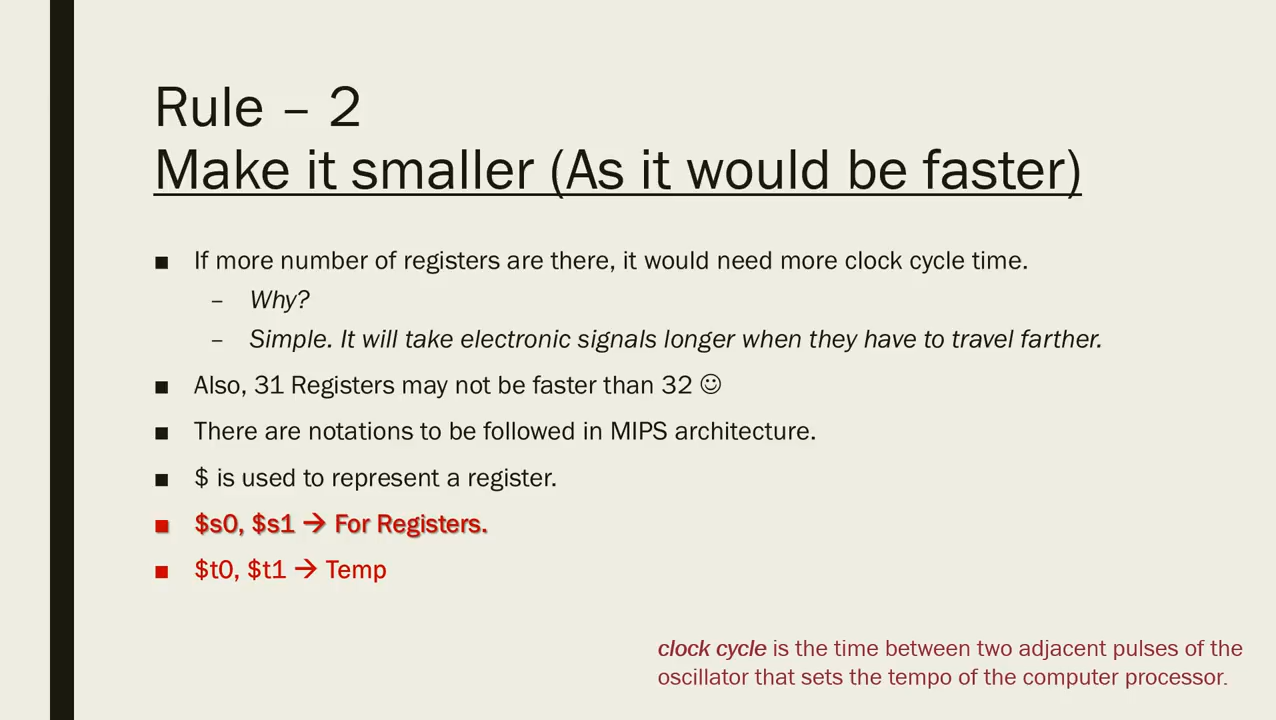 Rule – 2
Make it smaller (As it would be faster)
■ If more number of registers are there, it would need more clock cycle time.
– Why?
– Simple. It will take electronic signals longer when they have to travel farther.
■ Also, 31 Registers may not be faster than 32 ☺
■ There are notations to be followed in MIPS architecture.
■ $ is used to represent a register.
■ $s0, $s1 → For Registers.
■ $t0, $t1 → Temp
clock cycle is the time between two adjacent pulses of the
oscillator that sets the tempo of the computer processor.